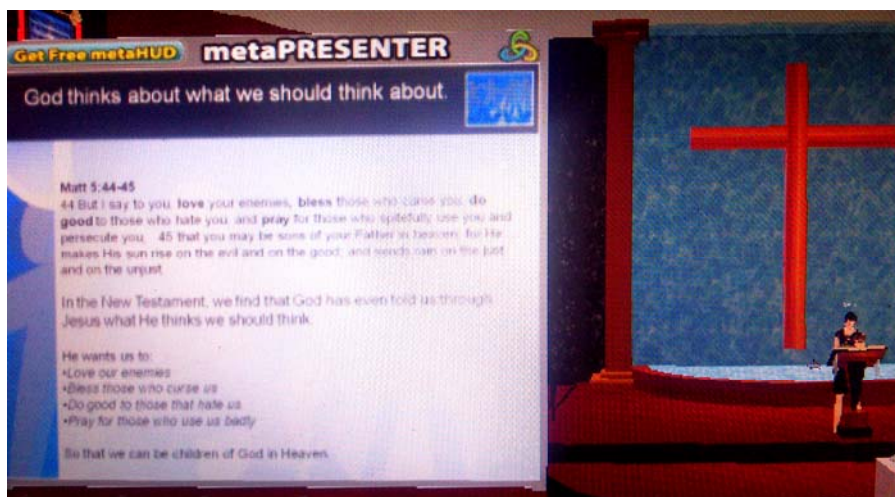 Get Free metaHUD metaPRESENTER
God thinks about what we should think about.
Matt 5:44-45
44 But I say to you, love your enemies, bless those who curse you, do
good to those who hate you, and pray for those who spitefully use you and
persecute you, 45 that you may be sons of your Father in heaven; for He
makes His sun rise on the evil and on the good, and sends rain on the just
and on the unjust.
In the New Testament, we find that God has even told us through
Jesus what He thinks we should think.
He wants us to:
•Love our enemies
•Bless those who curse us
•Do good to those that hate us
•Pray for those who use us badly
So that we can be children of God in Heaven.